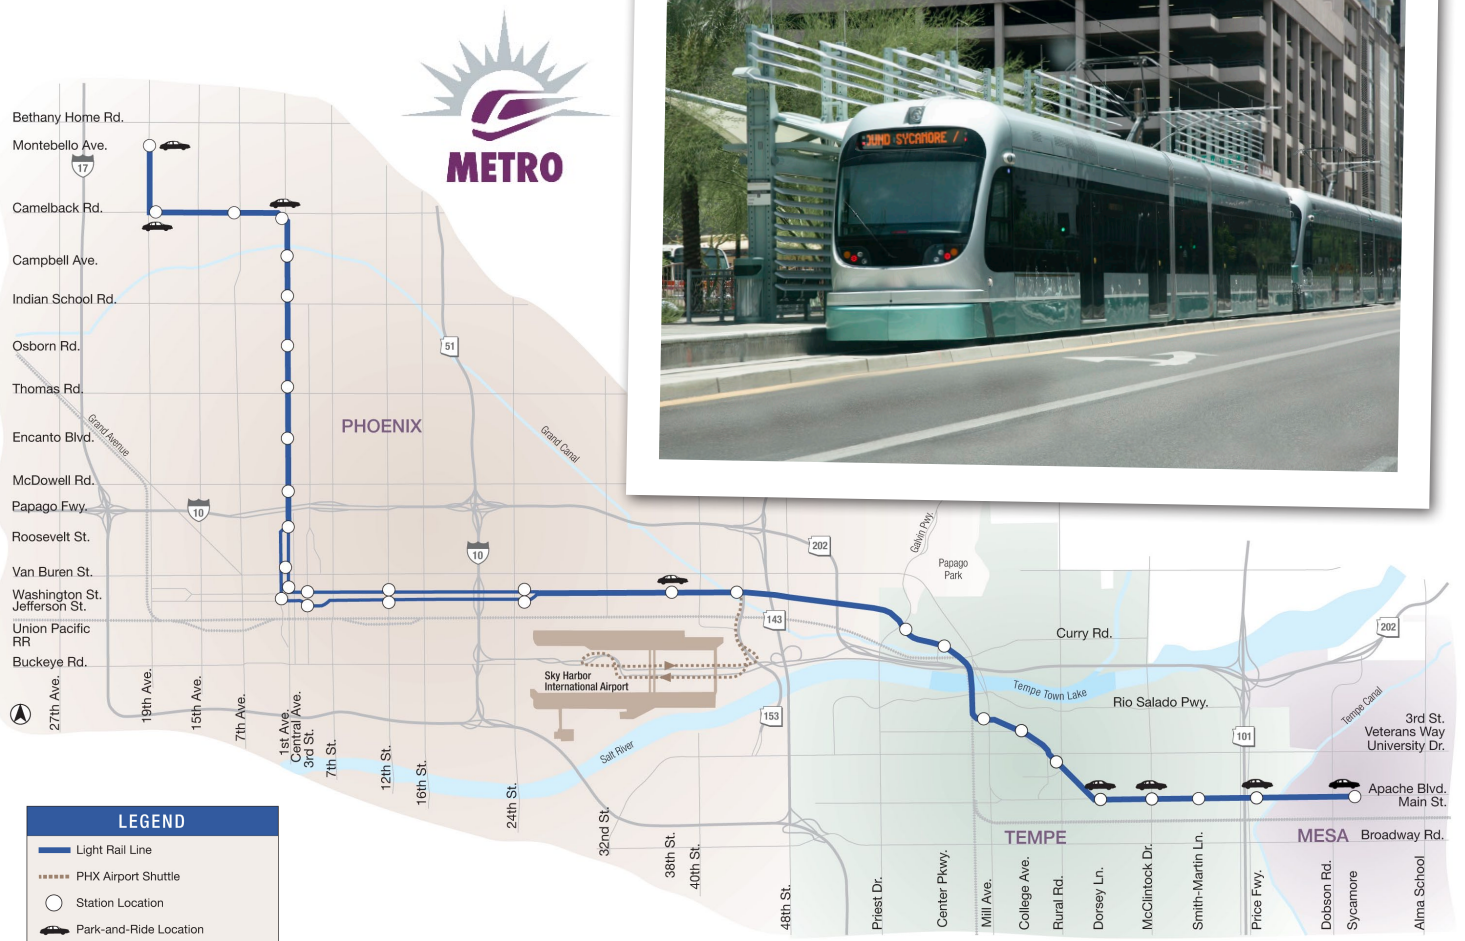 METRO
OUND SYCAMORE /
Bethany Home Rd.
Montebello Ave.
17
Camelback Rd.
Campbell Ave.
Indian School Rd.
Osborn Rd.
51
Thomas Rd.
Grand Avenue
PHOENIX
Grand Canal
Encanto Blvd.
McDowell Rd.
Papago Fwy.
10
Roosevelt St.
10
202
Galvin Pwy.
Papago
Park
Van Buren St.
Washington St.
Jefferson St.
Union Pacific
RR
143
Curry Rd.
202
Buckeye Rd.
Sky Harbor
International Airport
Tempe Town Lake
Rio Salado Pwy.
Tempe Canal
153
101
3rd St.
Veterans Way
University Dr.
Salt River
Apache Blvd.
Main St.
TEMPE
MESA
Broadway Rd.
27th Ave.
19th Ave.
15th Ave.
7th Ave.
1st Ave.
Central Ave.
3rd St.
7th St.
12th St.
16th St.
24th St.
32nd St.
38th St.
40th St.
48th St.
Priest Dr.
Center Pkwy.
Mill Ave.
College Ave.
Rural Rd.
Dorsey Ln.
McClintock Dr.
Smith-Martin Ln.
Price Fwy.
Dobson Rd.
Sycamore
Alma School
LEGEND
Light Rail Line
PHX Airport Shuttle
Station Location
Park-and-Ride Location